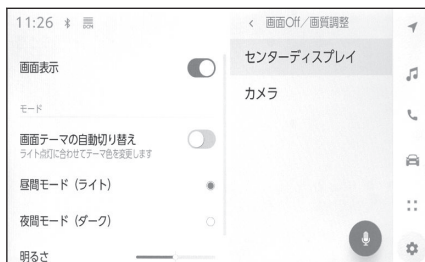 11:26
画面表示
モード
画面テーマの自動切り替え
ライト点灯に合わせてテーマ色を変更します
昼間モード（ライト）
夜間モード（ダーク）
明るさ
< 画面Off／画質調整
センターディスプレイ
カメラ